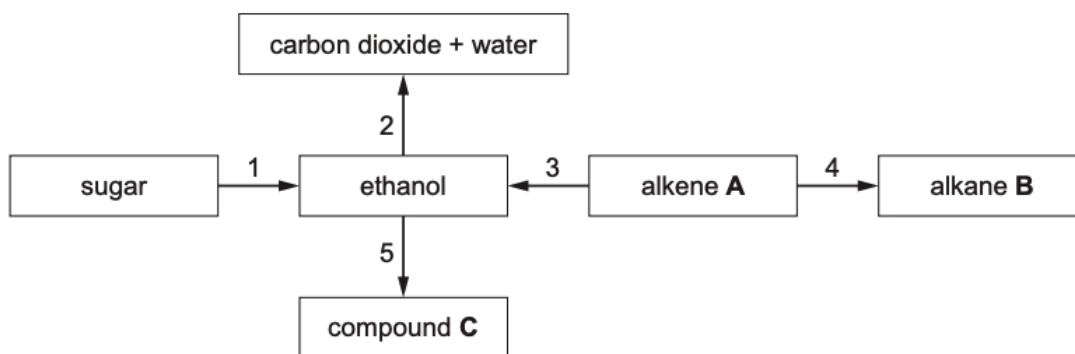 carbon dioxide + water
2
sugar
1
ethanol
3
alkene A
4
alkane B
5
compound C